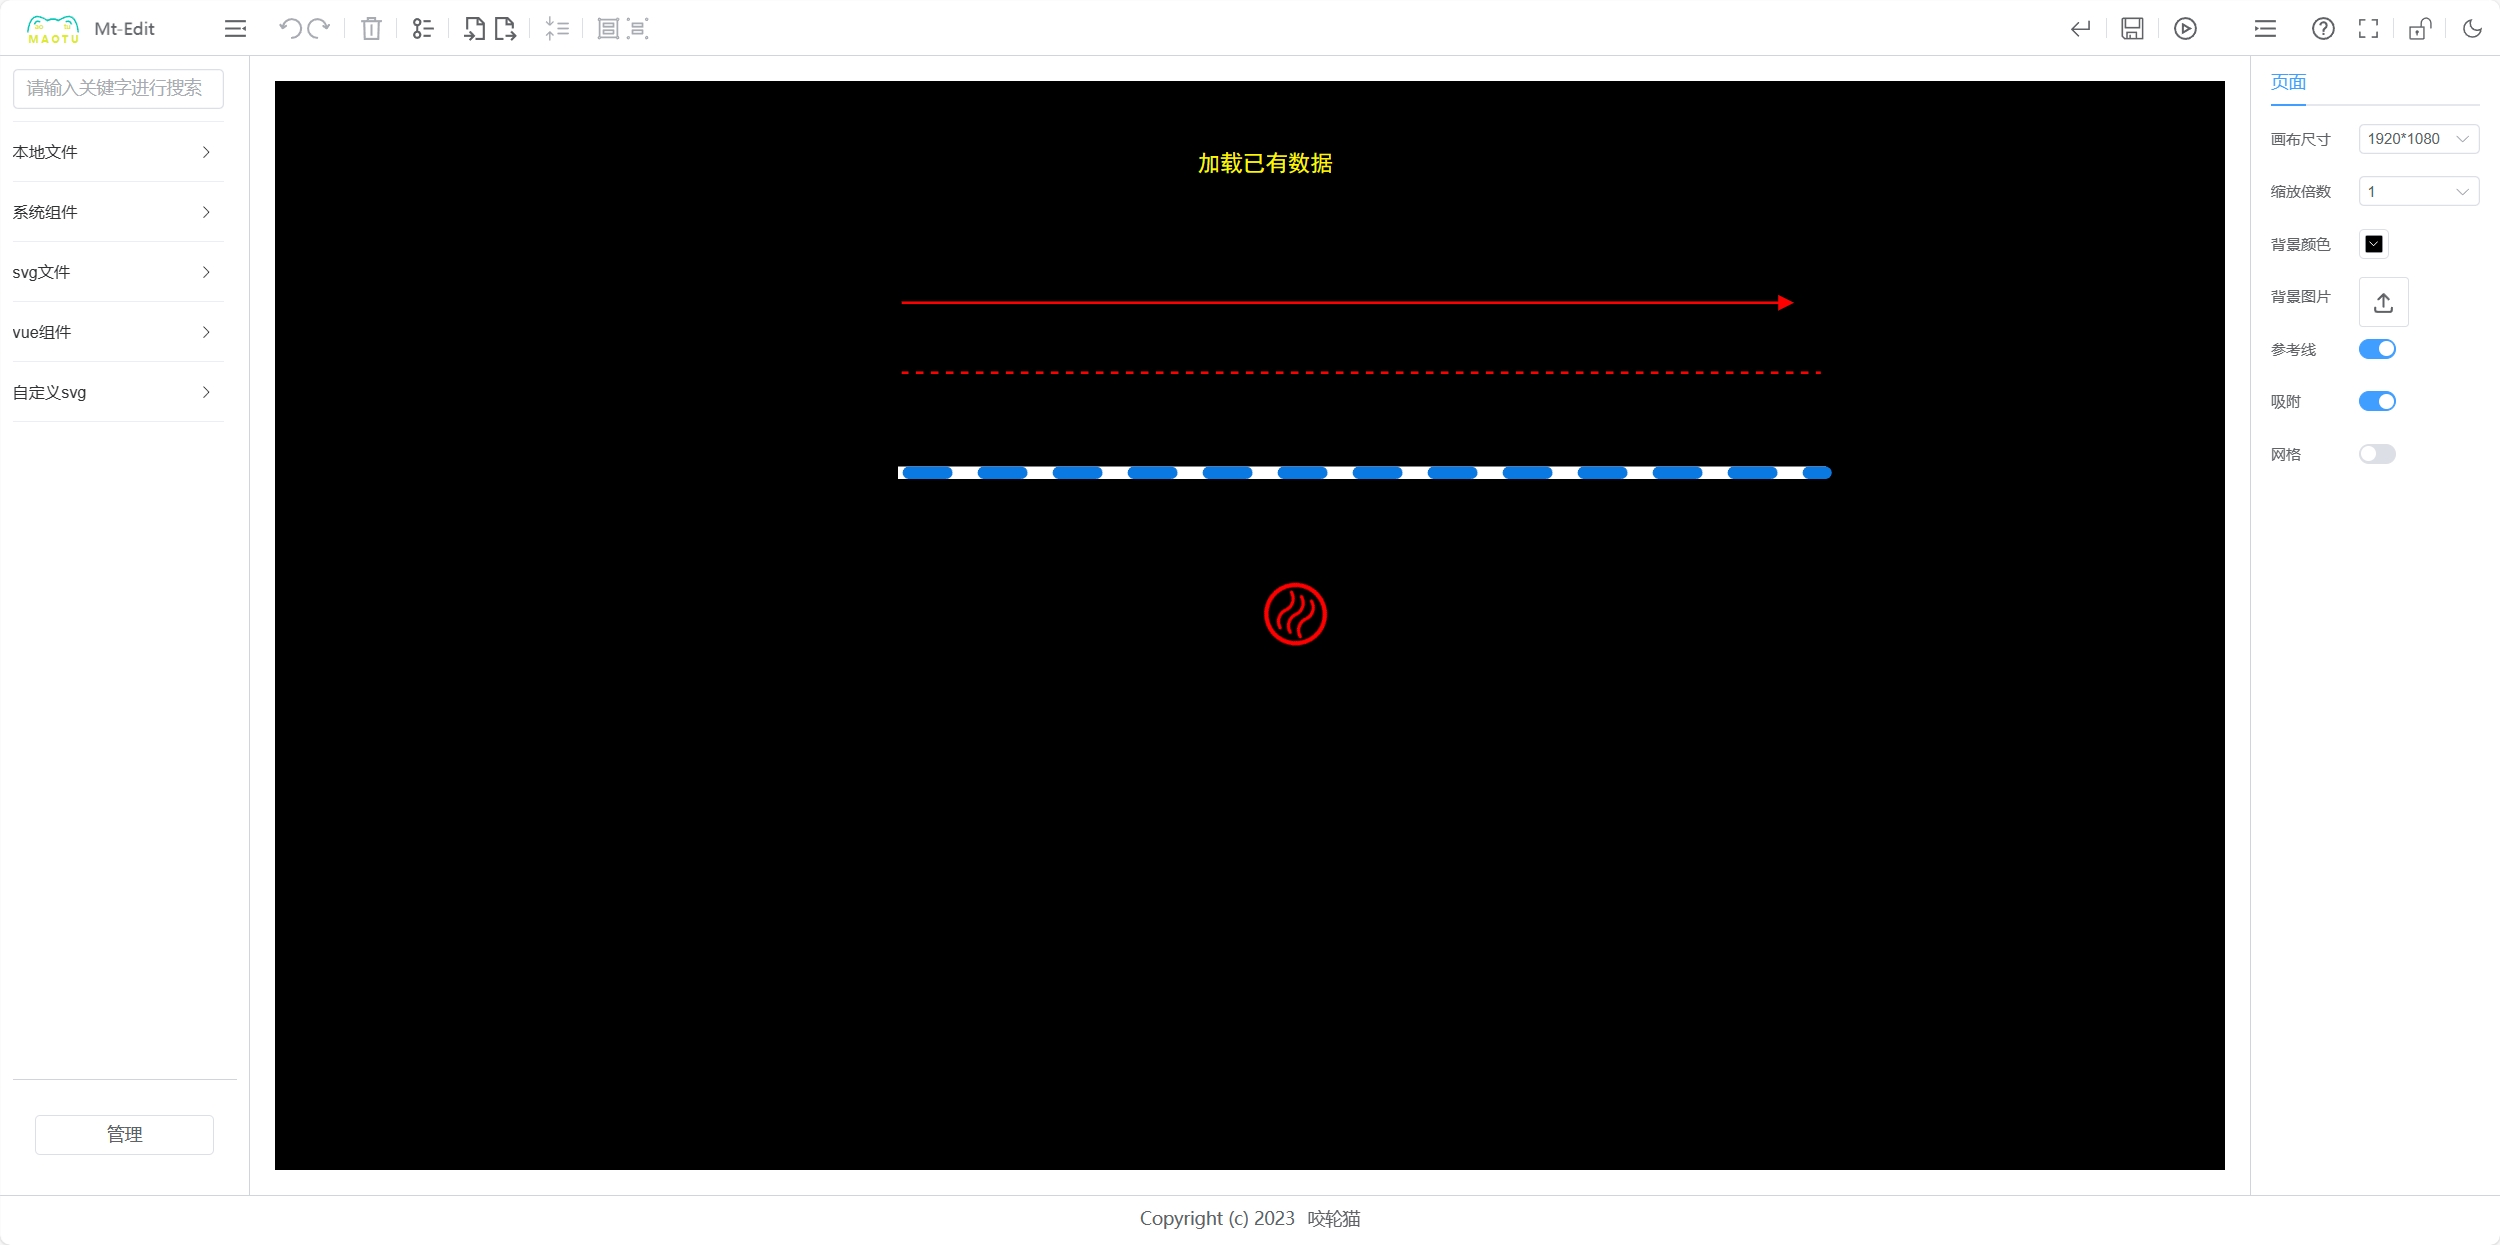 MAOTU
Mt-Edit
请输入关键字进行搜索
本地文件
系统组件
svg文件
vue组件
自定义svg
管理
加载已有数据
页面
画布尺寸 1920*1080
缩放倍数 1
背景颜色
背景图片
参考线
吸附
网格
Copyright (c) 2023 咬轮猫